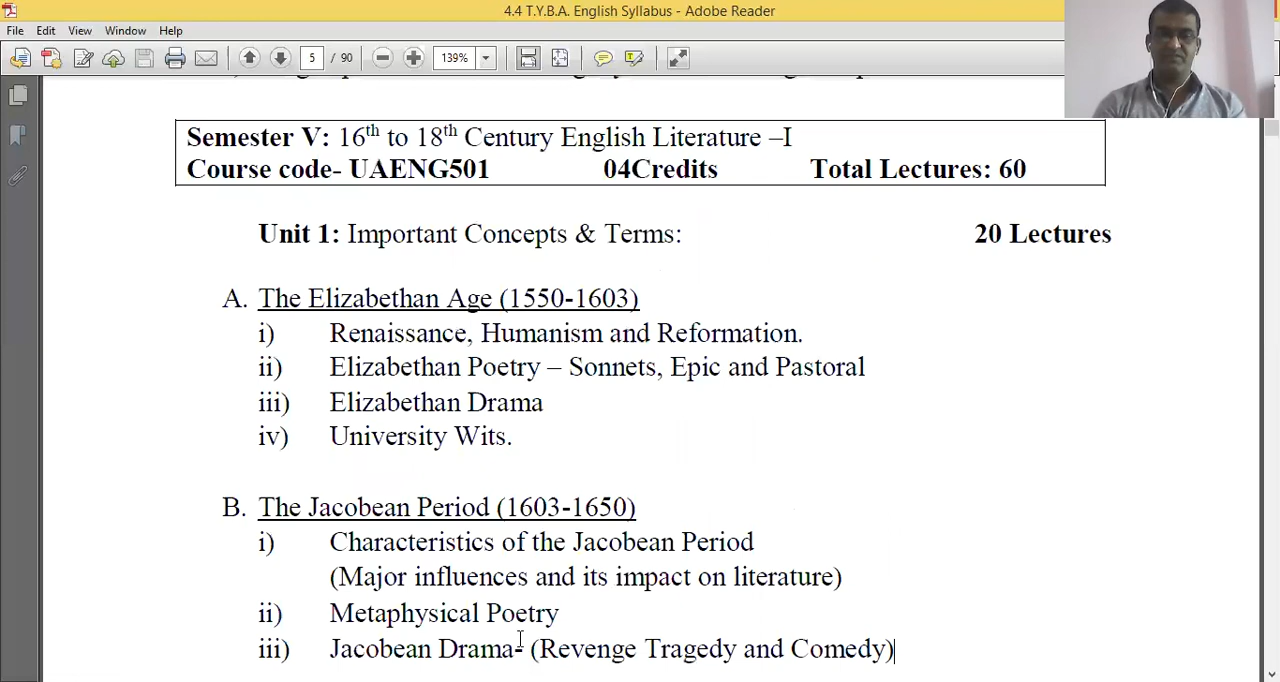 4.4 T.Y.B.A. English Syllabus - Adobe Reader
File Edit View Window Help
5 / 90 139%
Semester V: 16th to 18th Century English Literature –I
Course code- UAENG501 04Credits Total Lectures: 60
Unit 1: Important Concepts & Terms: 20 Lectures
A. The Elizabethan Age (1550-1603)
i) Renaissance, Humanism and Reformation.
ii) Elizabethan Poetry – Sonnets, Epic and Pastoral
iii) Elizabethan Drama
iv) University Wits.
B. The Jacobean Period (1603-1650)
i) Characteristics of the Jacobean Period
(Major influences and its impact on literature)
ii) Metaphysical Poetry
iii) Jacobean Drama- (Revenge Tragedy and Comedy)